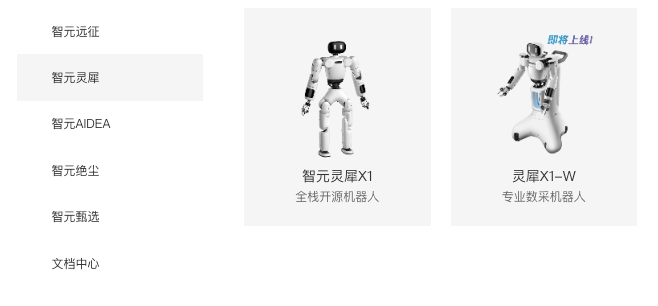 智元远征
智元灵犀
智元AIDEA
智元绝尘
智元甄选
文档中心
智元灵犀X1
全栈开源机器人
即将上线!
灵犀X1-W
专业数采机器人